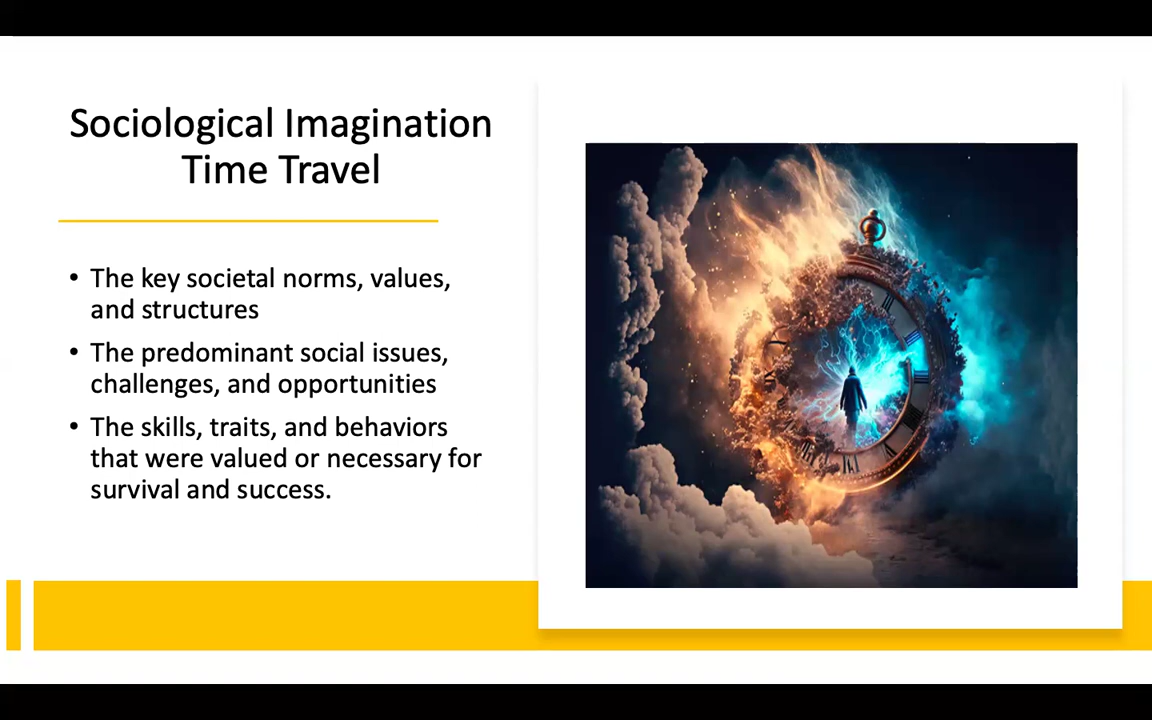 Sociological Imagination
Time Travel
• The key societal norms, values,
and structures
• The predominant social issues,
challenges, and opportunities
• The skills, traits, and behaviors
that were valued or necessary for
survival and success.